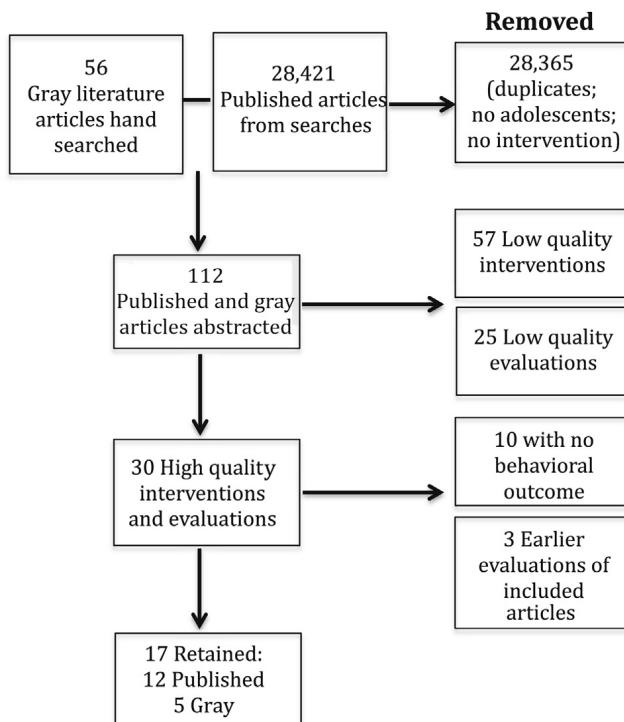 Removed
56
Gray literature
articles hand
searched
28,421
Published articles
from searches
28,365
(duplicates;
no adolescents;
no intervention)
112
Published and gray
articles abstracted
57 Low quality
interventions
25 Low quality
evaluations
30 High quality
interventions
and evaluations
10 with no
behavioral
outcome
3 Earlier
evaluations of
included
articles
17 Retained:
12 Published
5 Gray